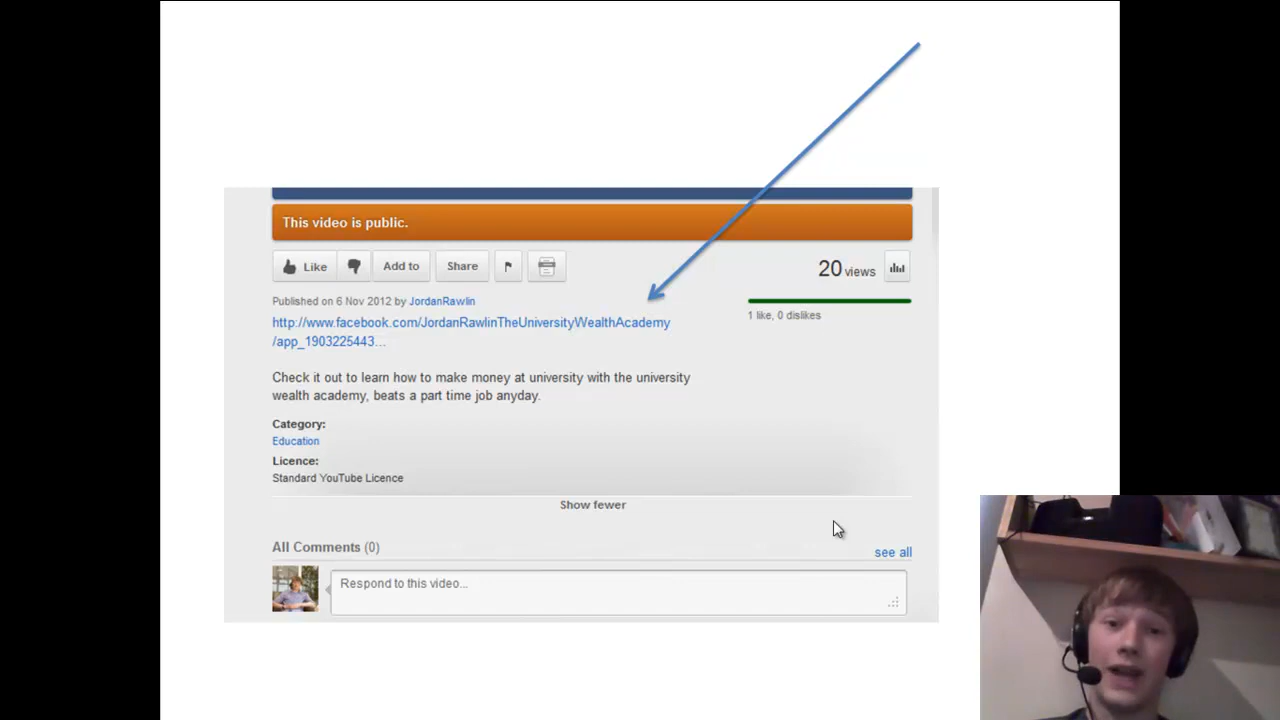 This video is public.
Like Add to Share
20 views
Published on 6 Nov 2012 by JordanRawlin
1 like, 0 dislikes
http://www.facebook.com/JordanRawlinTheUniversityWealthAcademy
/app_1903225443...
Check it out to learn how to make money at university with the university
wealth academy, beats a part time job anyday.
Category:
Education
Licence:
Standard YouTube Licence
Show fewer
All Comments (0)
see all
Respond to this video...